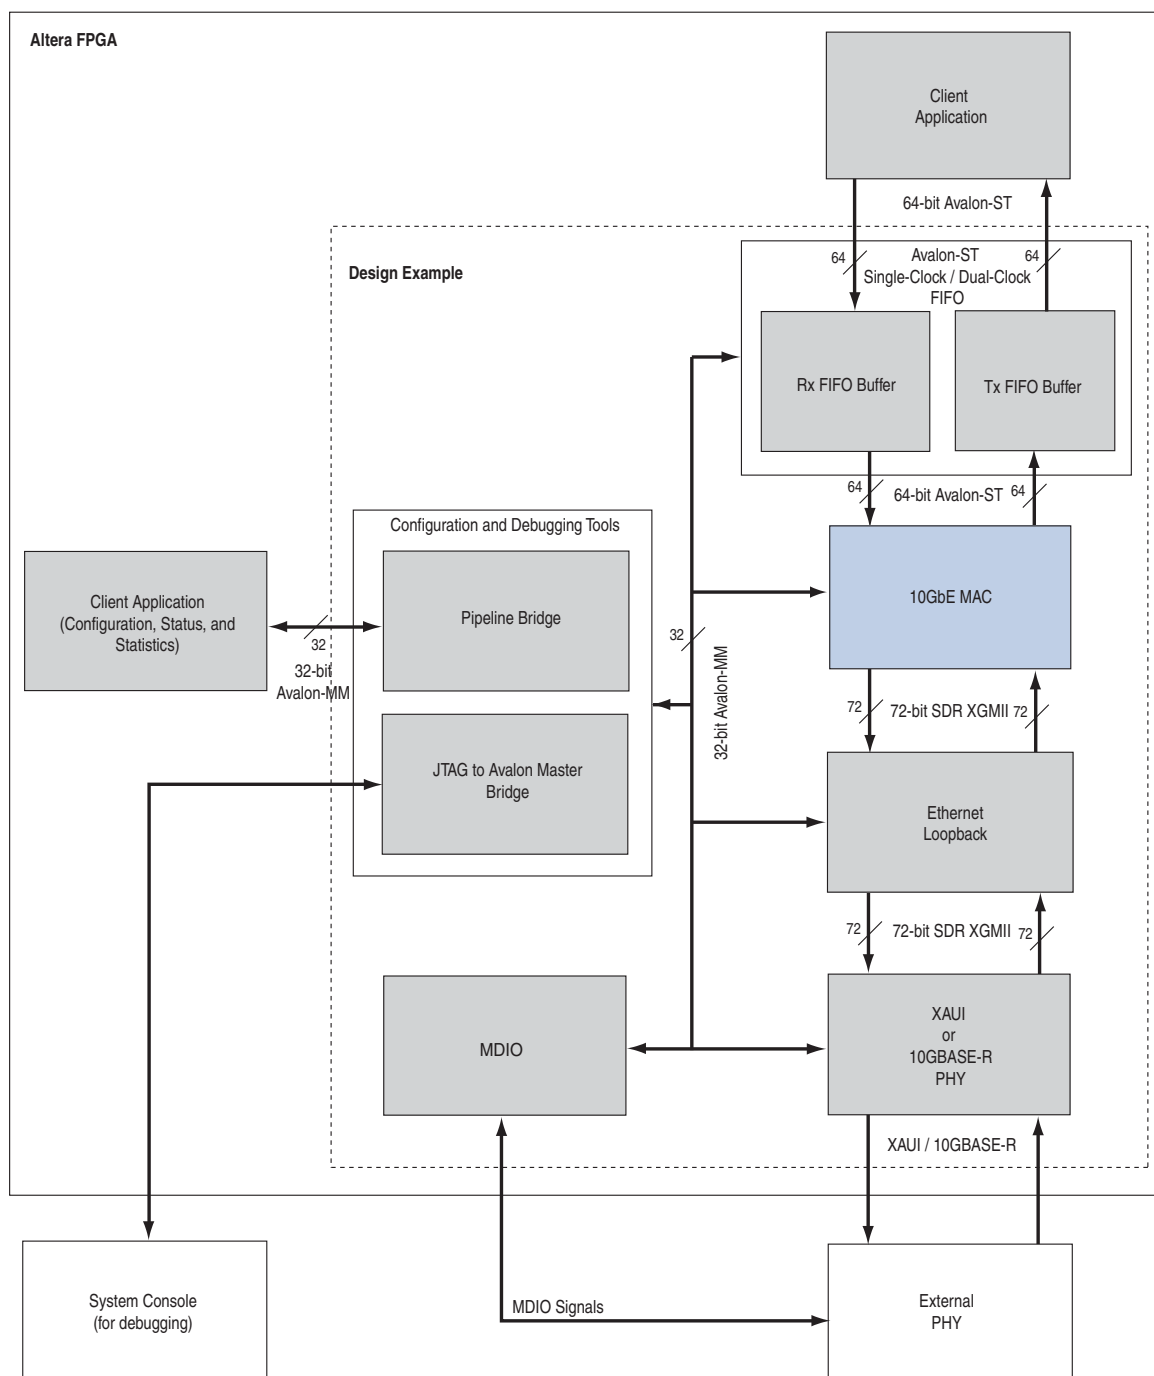 Altera FPGA
Client
Application
64-bit Avalon-ST
Design Example
64
64
Avalon-ST
Single-Clock / Dual-Clock
FIFO
Rx FIFO Buffer
Tx FIFO Buffer
64
64-bit Avalon-ST
64
Configuration and Debugging Tools
Client Application
(Configuration, Status, and
Statistics)
32
32-bit
Avalon-MM
Pipeline Bridge
32
32-bit Avalon-MM
10GbE MAC
72
72-bit SDR XGMII
72
JTAG to Avalon Master
Bridge
Ethernet
Loopback
72
72-bit SDR XGMII
72
MDIO
XAUI
or
10GBASE-R
PHY
XAUI / 10GBASE-R
System Console
(for debugging)
MDIO Signals
External
PHY